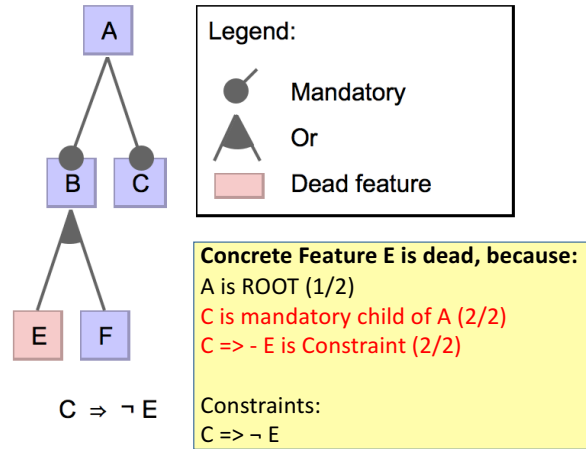 A
Legend:
Mandatory
Or
Dead feature
B
C
E
F
C ⇒ ¬ E
Concrete Feature E is dead, because:
A is ROOT (1/2)
C is mandatory child of A (2/2)
C => - E is Constraint (2/2)
Constraints:
C => ¬ E